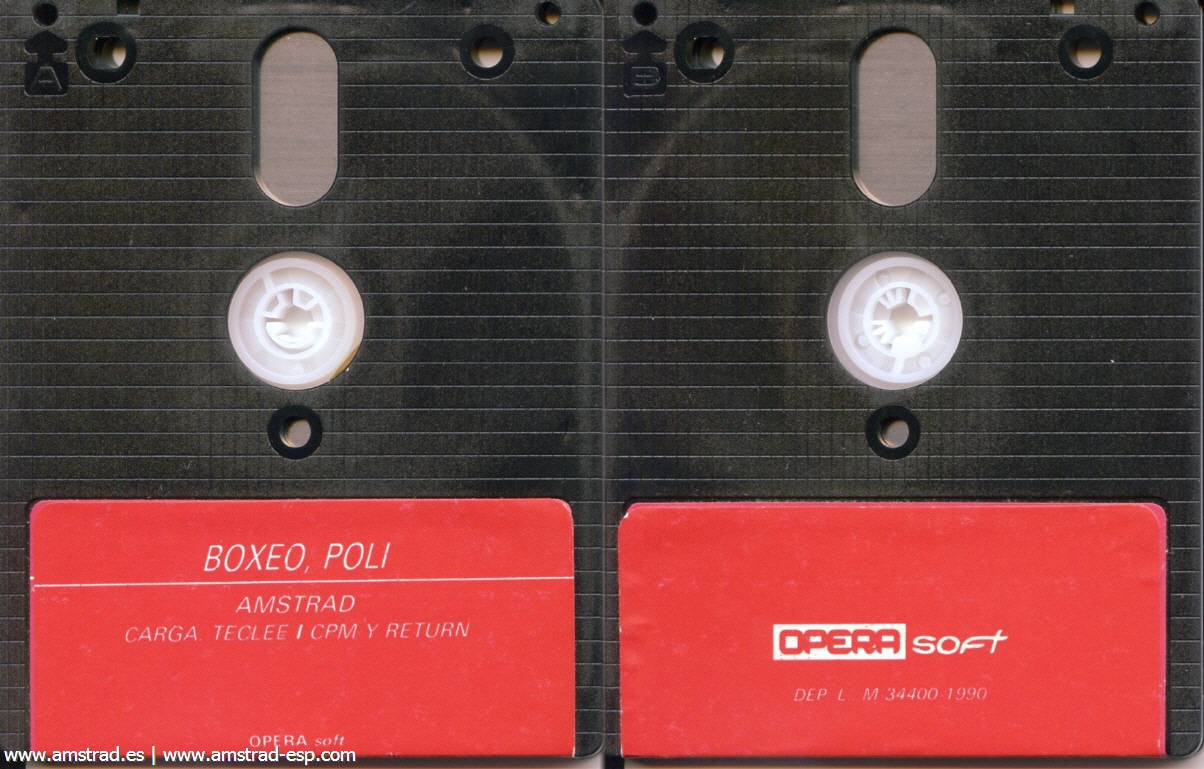 A
BOXEO, POLI
AMSTRAD
CARGA. TECLEE I CPM Y RETURN
OPERA soft
B
OPERA soft
DEP L M-34400-1990
www.amstrad.es | www.amstrad-esp.com